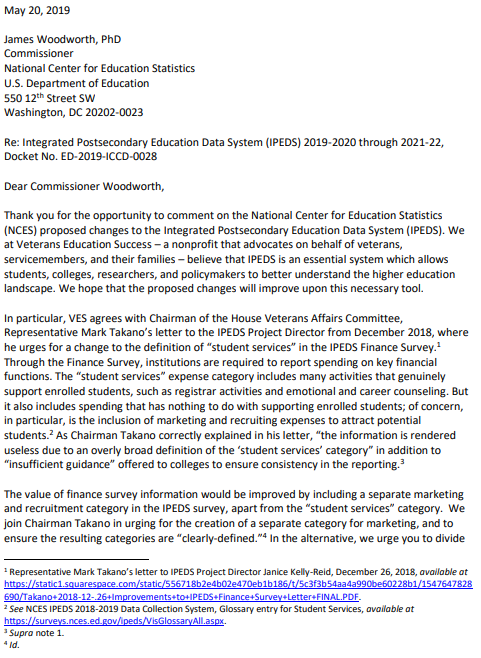 May 20, 2019
James Woodworth, PhD
Commissioner
National Center for Education Statistics
U.S. Department of Education
550 12th Street SW
Washington, DC 20202-0023
Re: Integrated Postsecondary Education Data System (IPEDS) 2019-2020 through 2021-22,
Docket No. ED-2019-ICCD-0028
Dear Commissioner Woodworth,
Thank you for the opportunity to comment on the National Center for Education Statistics
(NCES) proposed changes to the Integrated Postsecondary Education Data System (IPEDS). We
at Veterans Education Success – a nonprofit that advocates on behalf of veterans,
servicemembers, and their families – believe that IPEDS is an essential system which allows
students, colleges, researchers, and policymakers to better understand the higher education
landscape. We hope that the proposed changes will improve upon this necessary tool.
In particular, VES agrees with Chairman of the House Veterans Affairs Committee,
Representative Mark Takano's letter to the IPEDS Project Director from December 2018, where
he urges for a change to the definition of "student services" in the IPEDS Finance Survey.1
Through the Finance Survey, institutions are required to report spending on key financial
functions. The "student services" expense category includes many activities that genuinely
support enrolled students, such as registrar activities and emotional and career counseling. But
it also includes spending that has nothing to do with supporting enrolled students; of concern,
in particular, is the inclusion of marketing and recruiting expenses to attract potential
students.2 As Chairman Takano correctly explained in his letter, "the information is rendered
useless due to an overly broad definition of the 'student services' category" in addition to
"insufficient guidance" offered to colleges to ensure consistency in the reporting.3
The value of finance survey information would be improved by including a separate marketing
and recruitment category in the IPEDS survey, apart from the "student services" category. We
join Chairman Takano in urging for the creation of a separate category for marketing, and to
ensure the resulting categories are "clearly-defined."4 In the alternative, we urge you to divide
1 Representative Mark Takano's letter to IPEDS Project Director Janice Kelly-Reid, December 26, 2018, available at
https://static1.squarespace.com/static/556718b2e4b02e470eb1b186/t/5c3f3b54aa4a990be60228b1/1547647828
690/Takano+2018-12-.26+Improvements+to+IPEDS+Finance+Survey+Letter+FINAL.PDF.
2 See NCES IPEDS 2018-2019 Data Collection System, Glossary entry for Student Services, available at
https://surveys.nces.ed.gov/ipeds/VisGlossaryAll.aspx.
3 Supra note 1.
4 Id.